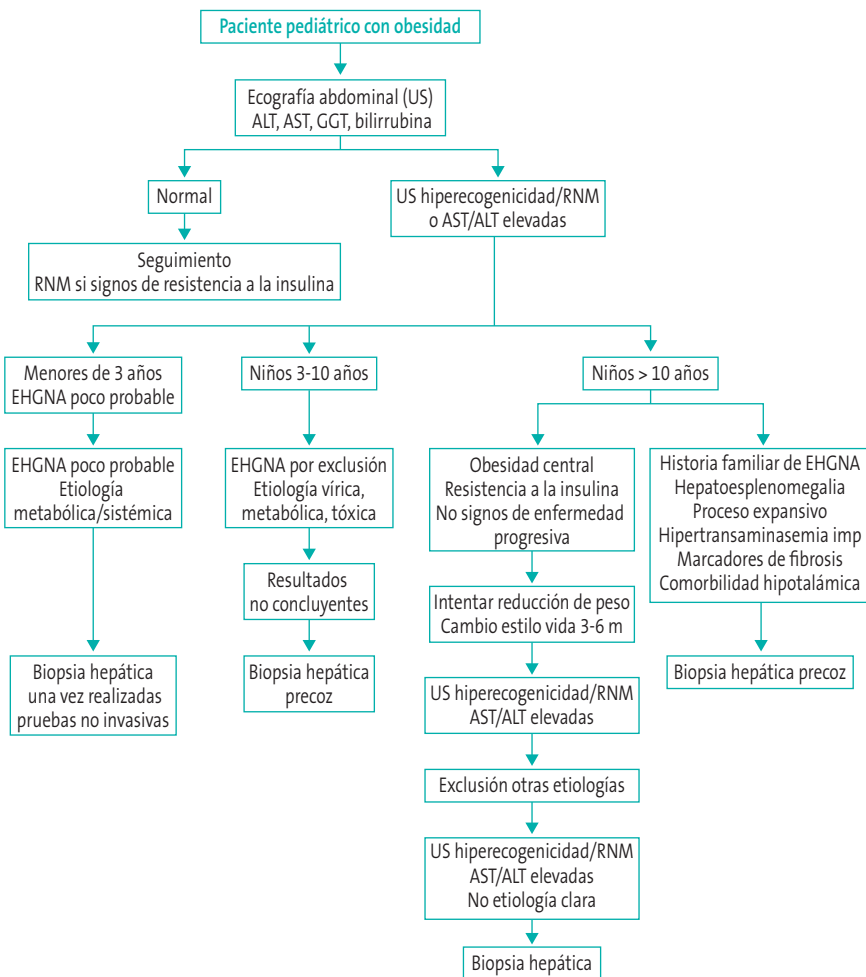 Paciente pediátrico con obesidad
Ecografía abdominal (US)
ALT, AST, GGT, bilirrubina
Normal
US hiperecogenicidad/RNM
o AST/ALT elevadas
Seguimiento
RNM si signos de resistencia a la insulina
Menores de 3 años
EHGNA poco probable
Niños 3-10 años
Niños > 10 años
EHGNA poco probable
Etiología
metabólica/sistémica
EHGNA por exclusión
Etiología vírica,
metabólica, tóxica
Obesidad central
Resistencia a la insulina
No signos de enfermedad
progresiva
Historia familiar de EHGNA
Hepatoesplenomegalia
Proceso expansivo
Hipertransaminasemia imp
Marcadores de fibrosis
Comorbilidad hipotalámica
Resultados
no concluyentes
Intentar reducción de peso
Cambio estilo vida 3-6 m
Biopsia hepática
una vez realizadas
pruebas no invasivas
Biopsia hepática
precoz
Biopsia hepática precoz
US hiperecogenicidad/RNM
AST/ALT elevadas
Exclusión otras etiologías
US hiperecogenicidad/RNM
AST/ALT elevadas
No etiología clara
Biopsia hepática